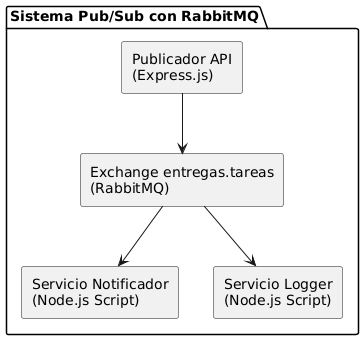 Sistema Pub/Sub con RabbitMQ
Publicador API
(Express.js)
Exchange entregas.tareas
(RabbitMQ)
Servicio Notificador
(Node.js Script)
Servicio Logger
(Node.js Script)